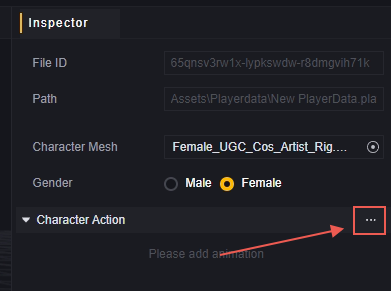 Inspector
File ID 65qnsv3rw1x-lypkswdw-r8dmgvih71k
Path Assets\Playerdata\New PlayerData.pla
Character Mesh Female_UGC_Cos_Artist_Rig....
Gender Male Female
Character Action ...
Please add animation